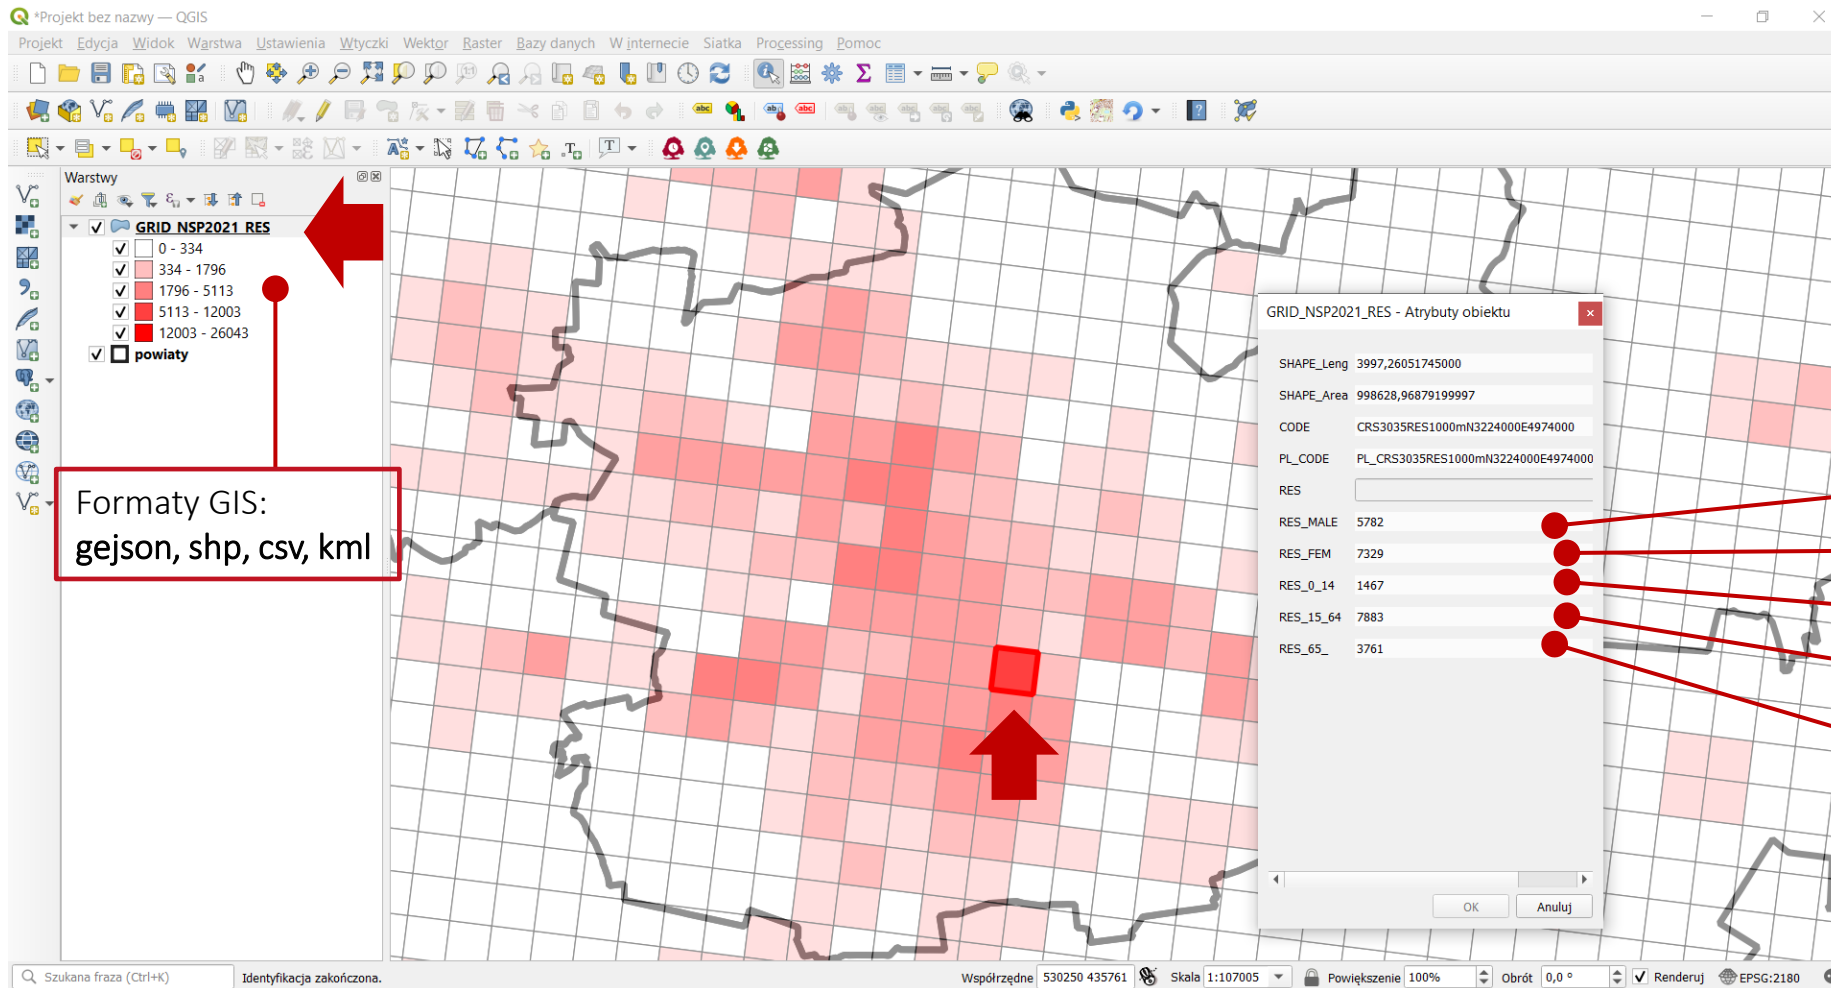 *Projekt bez nazwy — QGIS
Projekt Edycja Widok Warstwa Ustawienia Wtyczki Wektor Raster Bazy danych W internecie Siatka Processing Pomoc
Warstwy
GRID_NSP2021_RES
0 - 334
334 - 1796
1796 - 5113
5113 - 12003
12003 - 26043
powiaty
Formaty GIS:
gejson, shp, csv, kml
GRID_NSP2021_RES - Atrybuty obiektu
SHAPE_Leng 3997,26051745000
SHAPE_Area 998628,96879199997
CODE CRS3035RES1000mN3224000E4974000
PL_CODE PL_CRS3035RES1000mN3224000E4974000
RES
RES_MALE 5782
RES_FEM 7329
RES_0_14 1467
RES_15_64 7883
RES_65_ 3761
OK Anuluj
Szukana fraza (Ctrl+K) Identyfikacja zakończona. Współrzędne 530250 435761 Skala 1:107005 Powiększenie 100% Obrót 0,0 ° Renderuj EPSG:2180